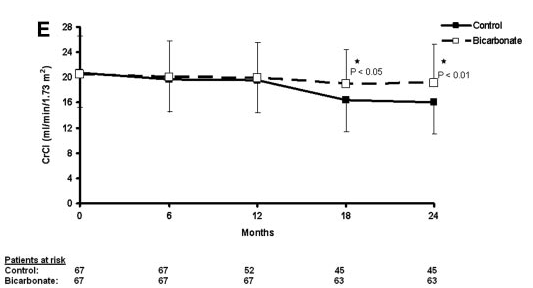 E
Control
Bicarbonate
CrCl (ml/min/1.73 m²)
28
24
20
16
12
8
4
0
* P < 0.05
* P < 0.01
0 6 12 18 24
Months
Patients at risk
Control: 67 67 52 45 45
Bicarbonate: 67 67 67 63 63